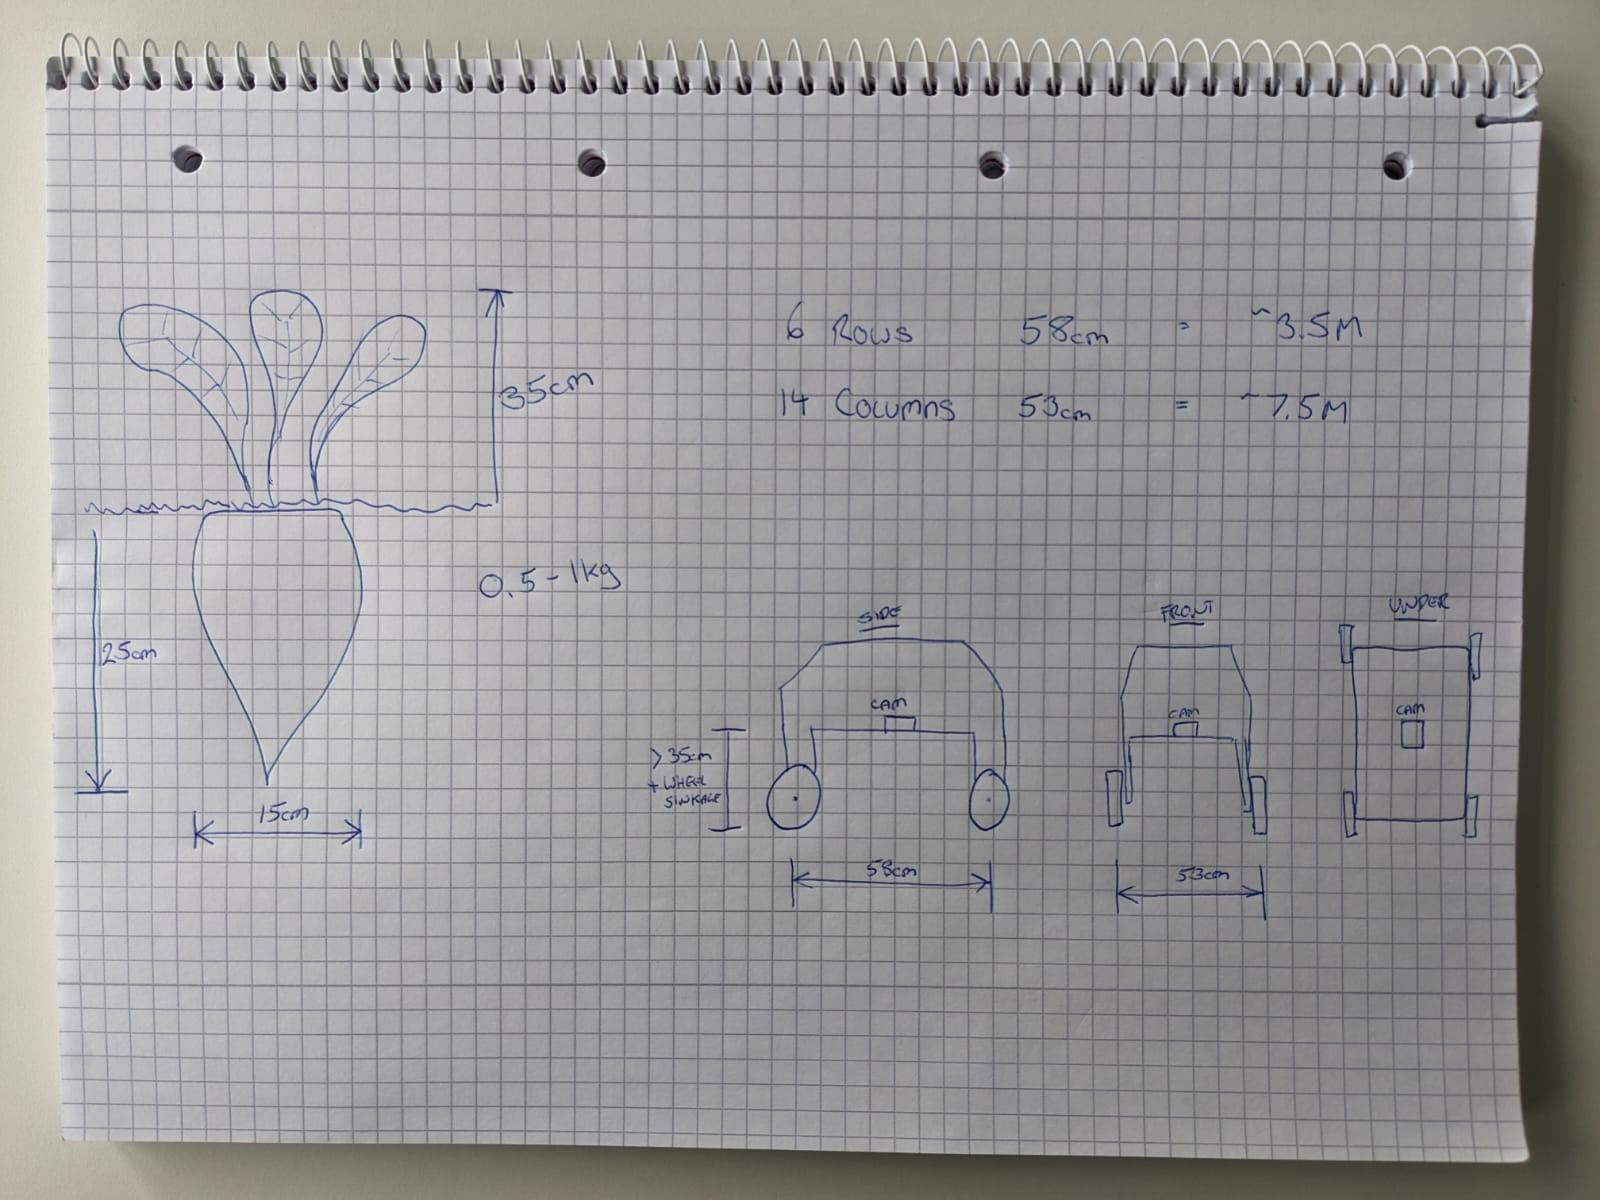 35cm
0.5-1kg
25cm
15cm
6 Rows 58cm = ~3.5M
14 Columns 53cm = ~7.5M
SIDE
CAM
>35cm
+ WHEEL
SINKAGE
58cm
FRONT
CAM
53cm
UNDER
CAM